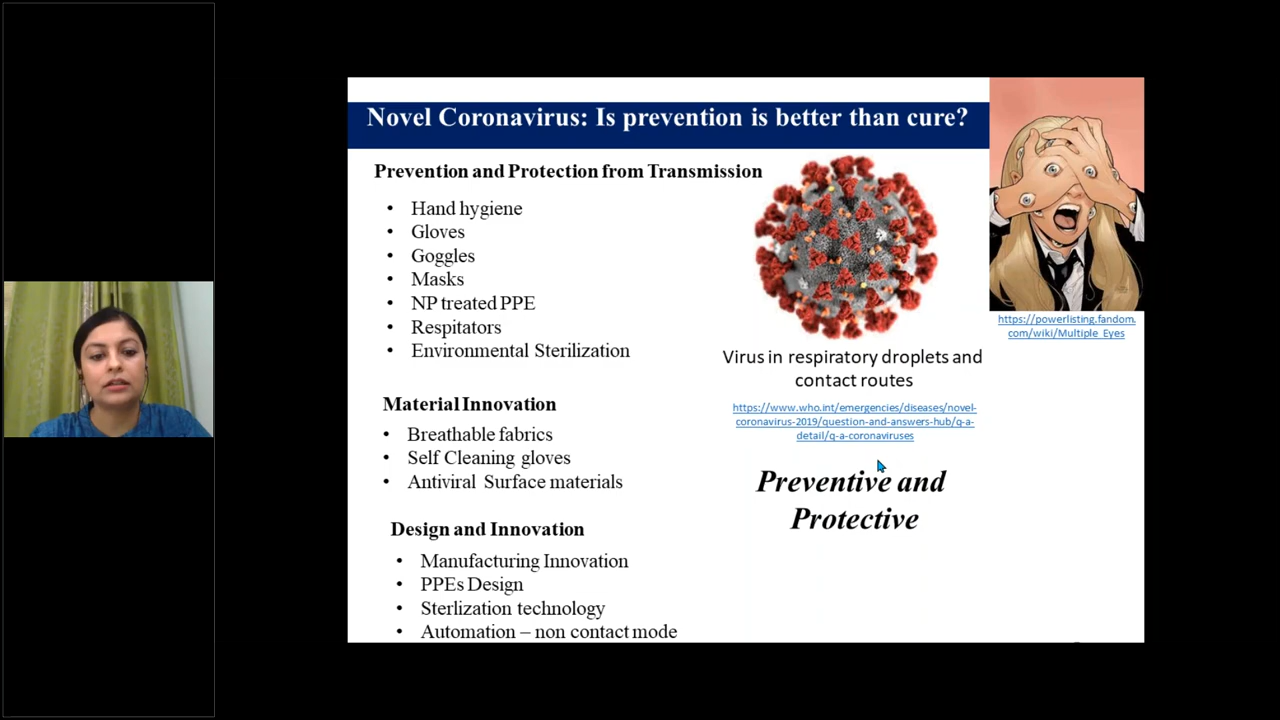 Novel Coronavirus: Is prevention is better than cure?
Prevention and Protection from Transmission
• Hand hygiene
• Gloves
• Goggles
• Masks
• NP treated PPE
• Respitators
• Environmental Sterilization
Material Innovation
• Breathable fabrics
• Self Cleaning gloves
• Antiviral Surface materials
Design and Innovation
• Manufacturing Innovation
• PPEs Design
• Sterlization technology
• Automation – non contact mode
Virus in respiratory droplets and
contact routes
https://www.who.int/emergencies/diseases/novel-
coronavirus-2019/question-and-answers-hub/q-a-
detail/q-a-coronaviruses
Preventive and
Protective
https://powerlisting.fandom.
com/wiki/Multiple_Eyes